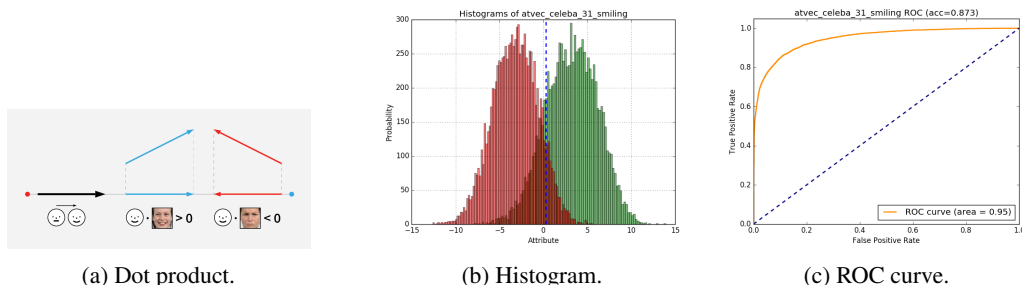 Histograms of atvec_celeba_31_smiling
atvec_celeba_31_smiling ROC (acc=0.873)
300
250
200
150
100
50
0
Probability
−15
−10
−5
0
5
10
15
Attribute
1.0
0.8
0.6
0.4
0.2
0.0
True Positive Rate
0.0
0.2
0.4
0.6
0.8
1.0
False Positive Rate
ROC curve (area = 0.95)
· > 0
· < 0
(a) Dot product.
(b) Histogram.
(c) ROC curve.